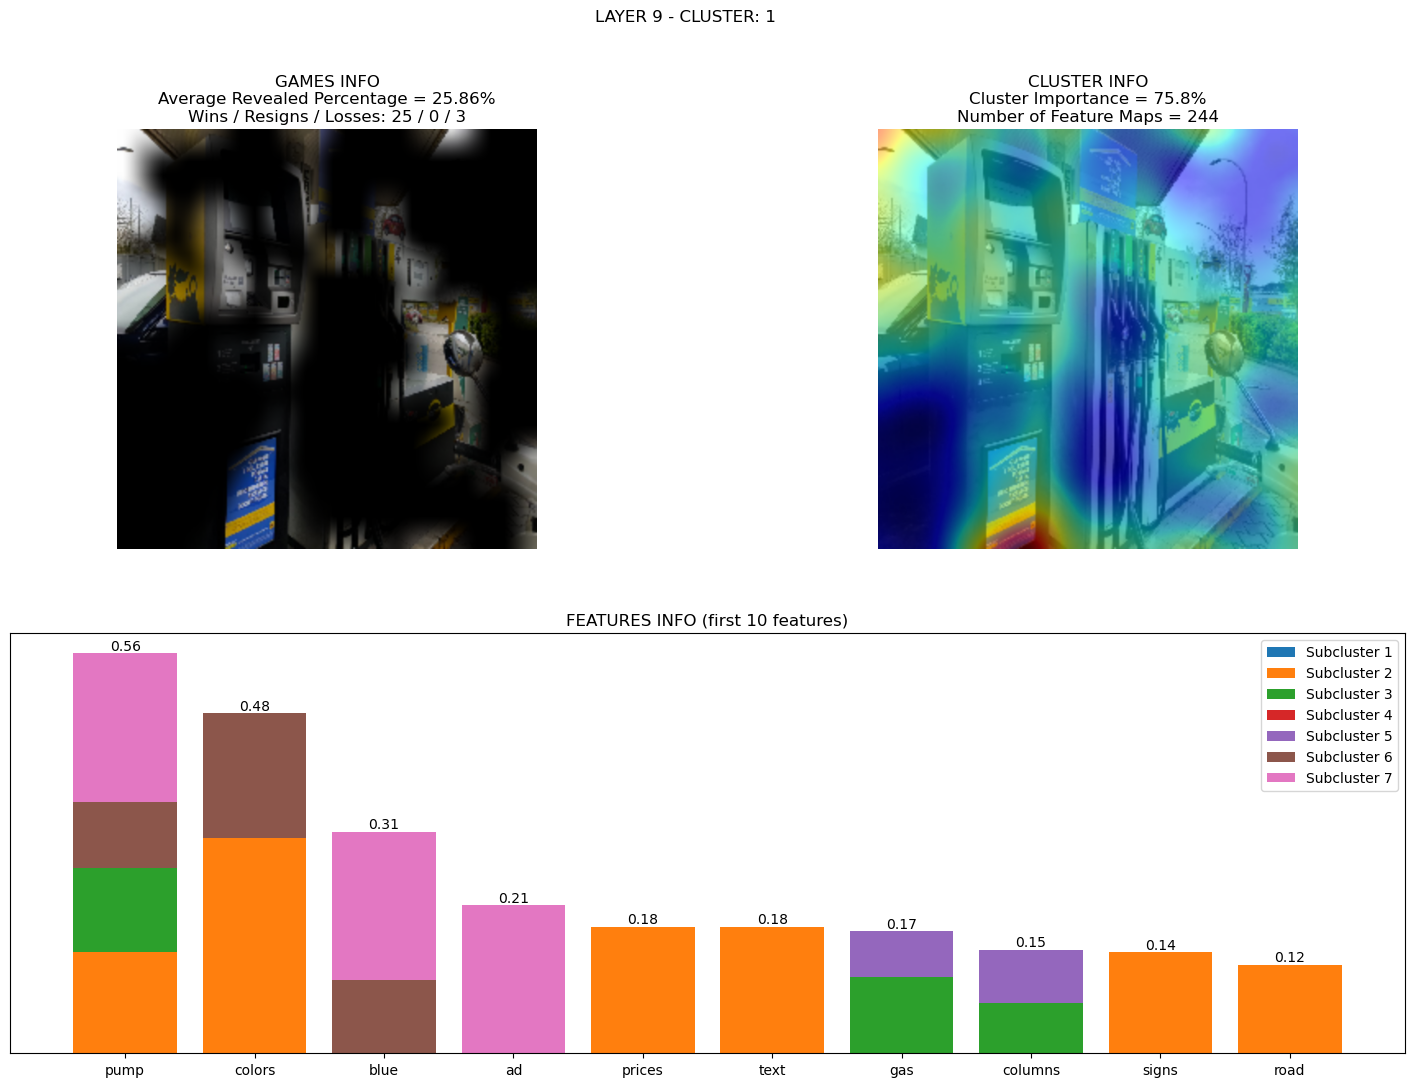 LAYER 9 - CLUSTER: 1
GAMES INFO
Average Revealed Percentage = 25.86%
Wins / Resigns / Losses: 25 / 0 / 3
CLUSTER INFO
Cluster Importance = 75.8%
Number of Feature Maps = 244
FEATURES INFO (first 10 features)
0.56
0.48
0.31
0.21
0.18
0.18
0.17
0.15
0.14
0.12
Subcluster 1
Subcluster 2
Subcluster 3
Subcluster 4
Subcluster 5
Subcluster 6
Subcluster 7
pump
colors
blue
ad
prices
text
gas
columns
signs
road